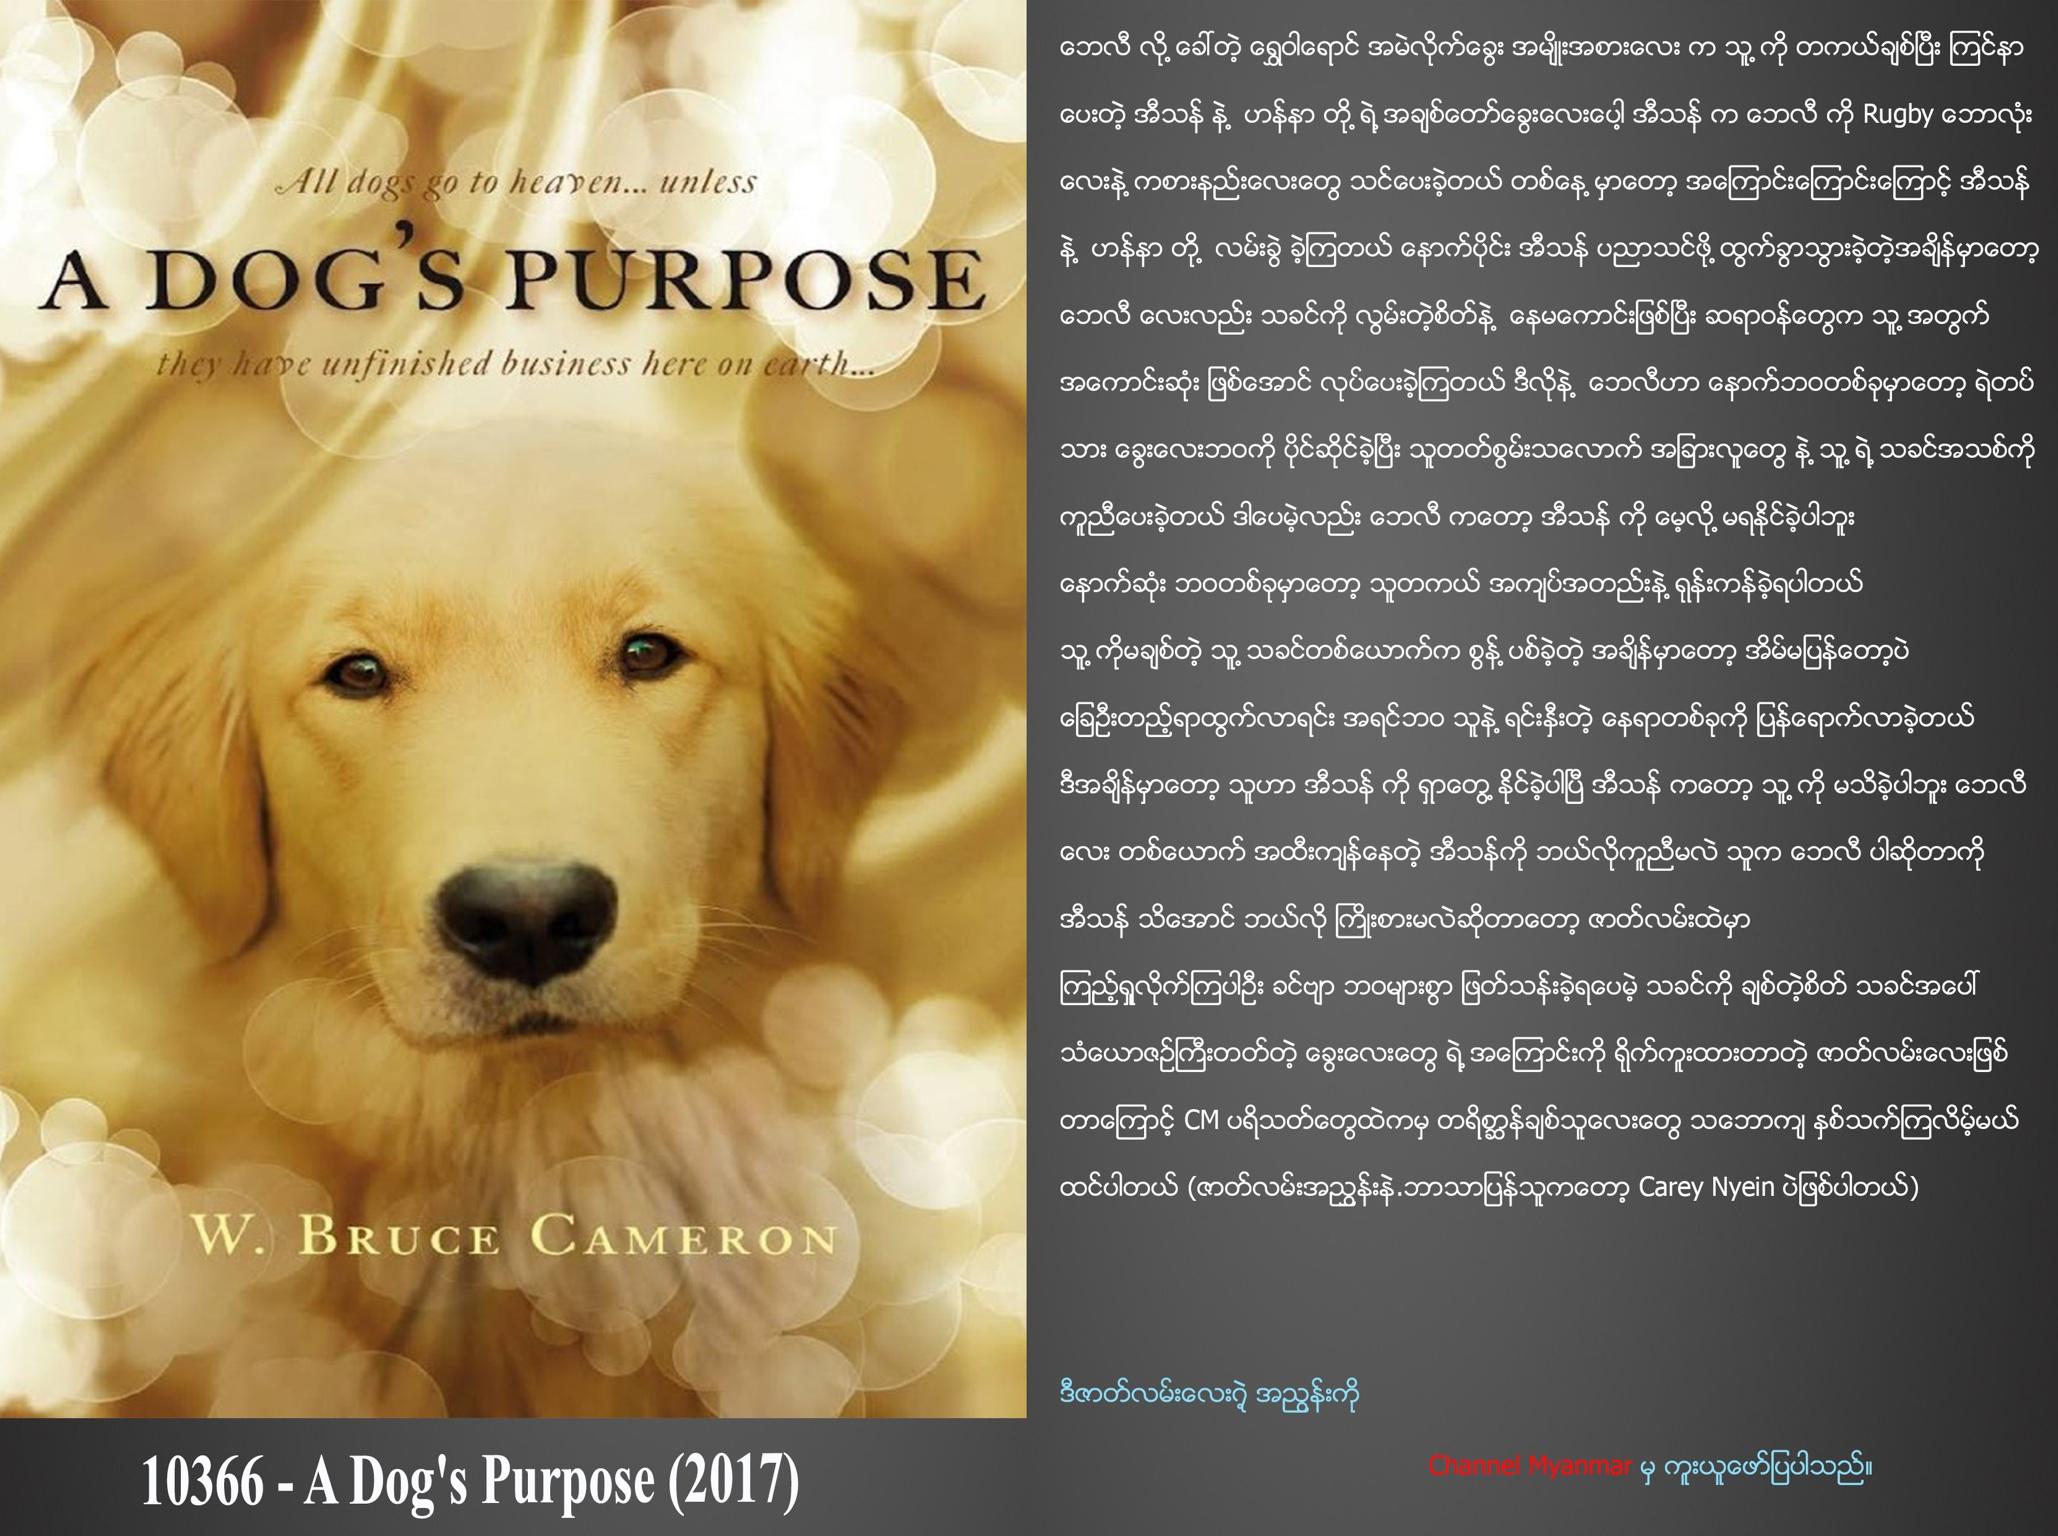 All dogs go to heaven... unless
A DOG'S PURPOSE
they have unfinished business here on earth...
W. BRUCE CAMERON
10366 - A Dog's Purpose (2017)
ဘေလီ လို့ ခေါ်တဲ့ ရွှေဝါရောင် အမဲလိုက်ခွေး အမျိုးအစားလေး က သူ့ ကို တကယ်ချစ်ပြီး ကြင်နာ
ပေးတဲ့ အီသန် နဲ့ ဟန်နာ တို့ ရဲ့ အချစ်တော်ခွေးလေးပေါ့ အီသန် က ဘေလီ ကို Rugby ဘောလုံး
လေးနဲ့ ကစားနည်းလေးတွေ သင်ပေးခဲ့တယ် တစ်နေ့ မှာတော့ အကြောင်းကြောင်းကြောင့် အီသန်
နဲ့ ဟန်နာ တို့ လမ်းခွဲ ခဲ့ကြတယ် နောက်ပိုင်း အီသန် ပညာသင်ဖို့ ထွက်ခွာသွားခဲ့တဲ့အချိန်မှာတော့
ဘေလီ လေးလည်း သခင်ကို လွမ်းတဲ့စိတ်နဲ့ နေမကောင်းဖြစ်ပြီး ဆရာဝန်တွေက သူ့ အတွက်
အကောင်းဆုံး ဖြစ်အောင် လုပ်ပေးခဲ့ကြတယ် ဒီလိုနဲ့ ဘေလီဟာ နောက်ဘဝတစ်ခုမှာတော့ ရဲတပ်
သား ခွေးလေးဘဝကို ပိုင်ဆိုင်ခဲ့ပြီး သူတတ်စွမ်းသလောက် အခြားလူတွေ နဲ့ သူ့ ရဲ့ သခင်အသစ်ကို
ကူညီပေးခဲ့တယ် ဒါပေမဲ့လည်း ဘေလီ ကတော့ အီသန် ကို မေ့လို့ မရနိုင်ခဲ့ပါဘူး
နောက်ဆုံး ဘဝတစ်ခုမှာတော့ သူတကယ် အကျပ်အတည်းနဲ့ ရုန်းကန်ခဲ့ရပါတယ်
သူ့ ကိုမချစ်တဲ့ သူ့ သခင်တစ်ယောက်က စွန့် ပစ်ခဲ့တဲ့ အချိန်မှာတော့ အိမ်မပြန်တော့ပဲ
ခြေဦးတည့်ရာထွက်လာရင်း အရင်ဘဝ သူနဲ့ ရင်းနှီးတဲ့ နေရာတစ်ခုကို ပြန်ရောက်လာခဲ့တယ်
ဒီအချိန်မှာတော့ သူဟာ အီသန် ကို ရှာတွေ့ နိုင်ခဲ့ပါပြီ အီသန် ကတော့ သူ့ ကို မသိခဲ့ပါဘူး ဘေလီ
လေး တစ်ယောက် အထီးကျန်နေတဲ့ အီသန်ကို ဘယ်လိုကူညီမလဲ သူက ဘေလီ ပါဆိုတာကို
အီသန် သိအောင် ဘယ်လို ကြိုးစားမလဲဆိုတာတော့ ဇာတ်လမ်းထဲမှာ
ကြည့်ရှုလိုက်ကြပါဦး ခင်ဗျာ ဘဝများစွာ ဖြတ်သန်းခဲ့ရပေမဲ့ သခင်ကို ချစ်တဲ့စိတ် သခင်အပေါ်
သံယောဇဉ်ကြီးတတ်တဲ့ ခွေးလေးတွေ ရဲ့ အကြောင်းကို ရိုက်ကူးထားတာတဲ့ ဇာတ်လမ်းလေးဖြစ်
တာကြောင့် CM ပရိသတ်တွေထဲကမှ တရိစ္ဆာန်ချစ်သူလေးတွေ သဘောကျ နှစ်သက်ကြလိမ့်မယ်
ထင်ပါတယ် (ဇာတ်လမ်းအညွှန်းနဲ.ဘာသာပြန်သူကတော့ Carey Nyein ပဲဖြစ်ပါတယ်)
ဒီဇာတ်လမ်းလေးရဲ့ အညွှန်းကို
Channel Myanmar မှ ကူးယူဖော်ပြပါသည်။